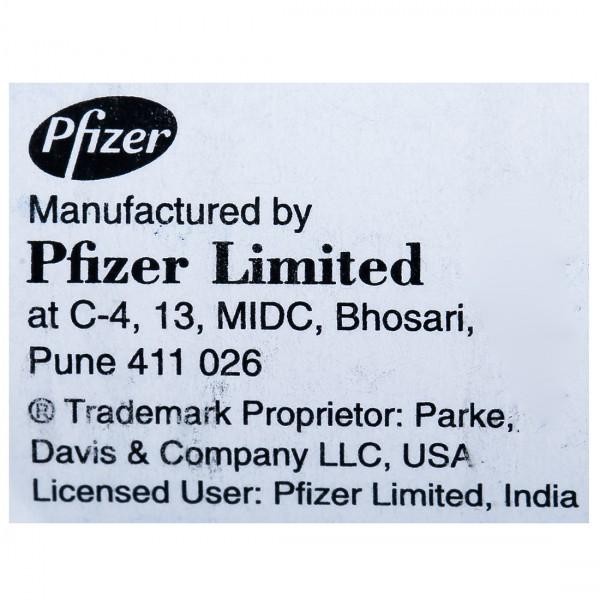 Pfizer
Manufactured by
Pfizer Limited
at C-4, 13, MIDC, Bhosari,
Pune 411 026
® Trademark Proprietor: Parke,
Davis & Company LLC, USA
Licensed User: Pfizer Limited, India